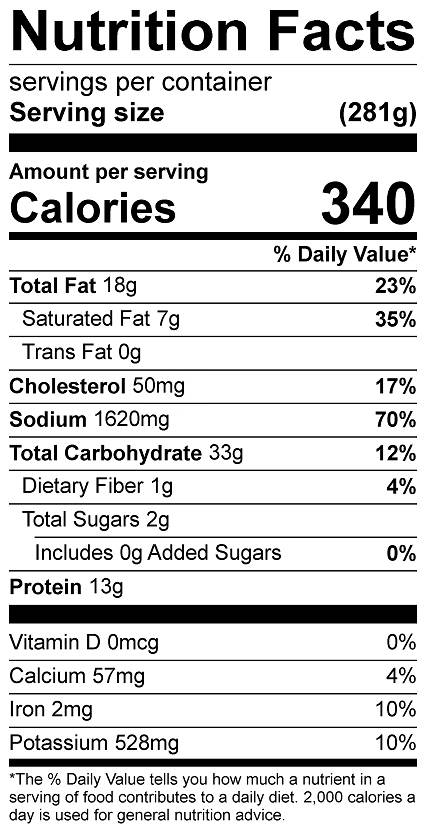 Nutrition Facts
servings per container
Serving size (281g)
Amount per serving
Calories 340
% Daily Value*
Total Fat 18g 23%
Saturated Fat 7g 35%
Trans Fat 0g
Cholesterol 50mg 17%
Sodium 1620mg 70%
Total Carbohydrate 33g 12%
Dietary Fiber 1g 4%
Total Sugars 2g
Includes 0g Added Sugars 0%
Protein 13g
Vitamin D 0mcg 0%
Calcium 57mg 4%
Iron 2mg 10%
Potassium 528mg 10%
*The % Daily Value tells you how much a nutrient in a
serving of food contributes to a daily diet. 2,000 calories a
day is used for general nutrition advice.